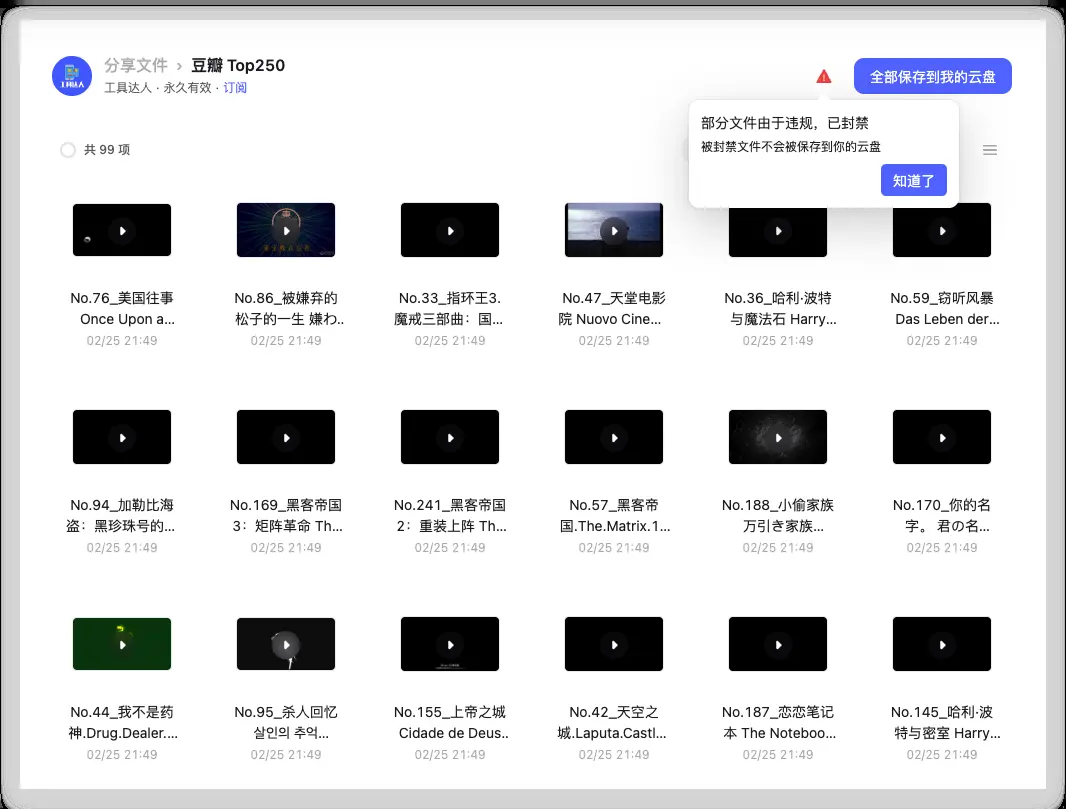 分享文件 › 豆瓣 Top250
工具达人 · 永久有效 · 订阅
工具达人
全部保存到我的云盘
部分文件由于违规，已封禁
被封禁文件不会被保存到你的云盘
知道了
共 99 项
No.76_美国往事
Once Upon a...
02/25 21:49
No.86_被嫌弃的
松子的一生 嫌わ..
02/25 21:49
No.33_指环王3.
魔戒三部曲：国...
02/25 21:49
No.47_天堂电影
院 Nuovo Cine...
02/25 21:49
No.36_哈利·波特
与魔法石 Harry...
02/25 21:49
No.59_窃听风暴
Das Leben der...
02/25 21:49
No.94_加勒比海
盗：黑珍珠号的...
02/25 21:49
No.169_黑客帝国
3：矩阵革命 Th...
02/25 21:49
No.241_黑客帝国
2：重装上阵 Th...
02/25 21:49
No.57_黑客帝
国.The.Matrix.1...
02/25 21:49
No.188_小偷家族
万引き家族...
02/25 21:49
No.170_你的名
字。 君の名...
02/25 21:49
No.44_我不是药
神.Drug.Dealer....
02/25 21:49
No.95_杀人回忆
살인의 추억...
02/25 21:49
No.155_上帝之城
Cidade de Deus..
02/25 21:49
No.42_天空之
城.Laputa.Castl...
02/25 21:49
No.187_恋恋笔记
本 The Noteboo...
02/25 21:49
No.145_哈利·波
特与密室 Harry...
02/25 21:49